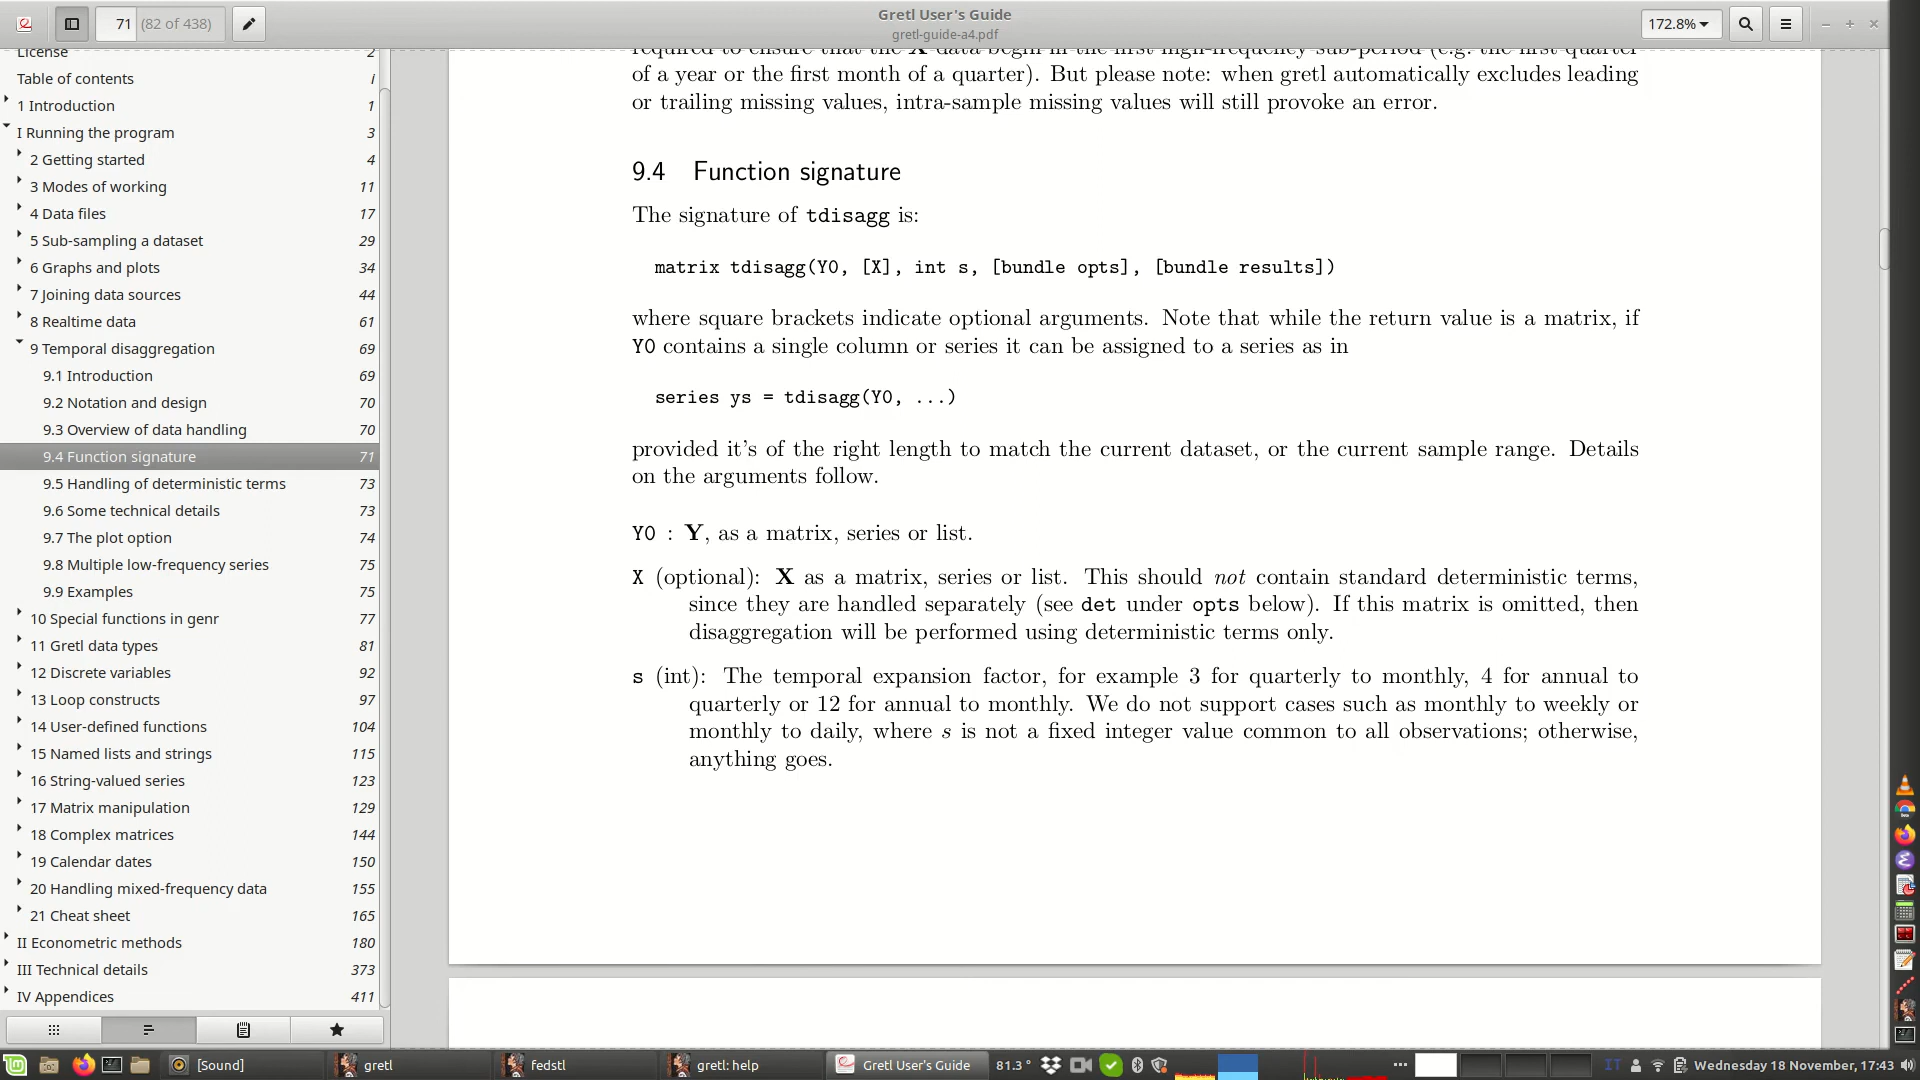 71 (82 of 438)
Gretl User's Guide
gretl-guide-a4.pdf
172.8%
License 2
Table of contents i
1 Introduction 1
I Running the program 3
2 Getting started 4
3 Modes of working 11
4 Data files 17
5 Sub-sampling a dataset 29
6 Graphs and plots 34
7 Joining data sources 44
8 Realtime data 61
9 Temporal disaggregation 69
9.1 Introduction 69
9.2 Notation and design 70
9.3 Overview of data handling 70
9.4 Function signature 71
9.5 Handling of deterministic terms 73
9.6 Some technical details 73
9.7 The plot option 74
9.8 Multiple low-frequency series 75
9.9 Examples 75
10 Special functions in genr 77
11 Gretl data types 81
12 Discrete variables 92
13 Loop constructs 97
14 User-defined functions 104
15 Named lists and strings 115
16 String-valued series 123
17 Matrix manipulation 129
18 Complex matrices 144
19 Calendar dates 150
20 Handling mixed-frequency data 155
21 Cheat sheet 165
II Econometric methods 180
III Technical details 373
IV Appendices 411
required to ensure that the X data begin in the first high-frequency sub-period (e.g. the first quarter
of a year or the first month of a quarter). But please note: when gretl automatically excludes leading
or trailing missing values, intra-sample missing values will still provoke an error.
9.4 Function signature
The signature of tdisagg is:
matrix tdisagg(Y0, [X], int s, [bundle opts], [bundle results])
where square brackets indicate optional arguments. Note that while the return value is a matrix, if
Y0 contains a single column or series it can be assigned to a series as in
series ys = tdisagg(Y0, ...)
provided it's of the right length to match the current dataset, or the current sample range. Details
on the arguments follow.
Y0 : Y, as a matrix, series or list.
X (optional): X as a matrix, series or list. This should not contain standard deterministic terms,
since they are handled separately (see det under opts below). If this matrix is omitted, then
disaggregation will be performed using deterministic terms only.
s (int): The temporal expansion factor, for example 3 for quarterly to monthly, 4 for annual to
quarterly or 12 for annual to monthly. We do not support cases such as monthly to weekly or
monthly to daily, where s is not a fixed integer value common to all observations; otherwise,
anything goes.
[Sound] gretl fedstl gretl: help Gretl User's Guide 81.3 ° IT Wednesday 18 November, 17:43